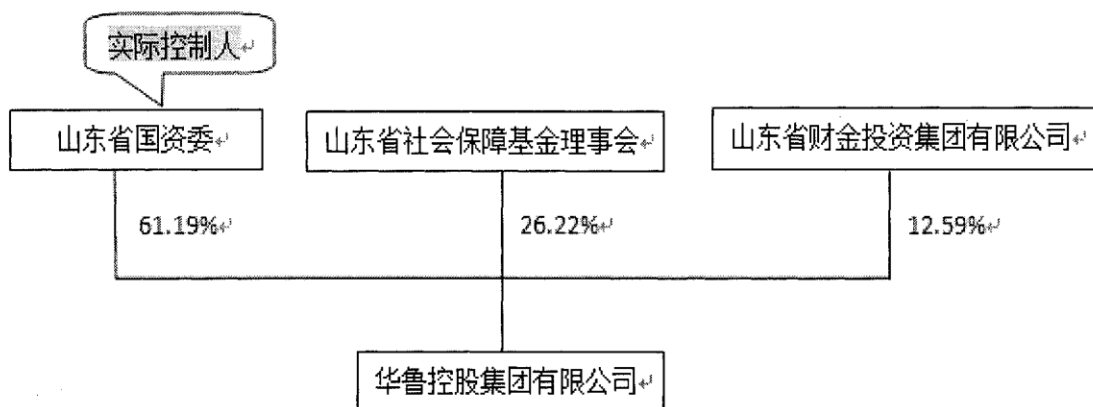 实际控制人
山东省国资委
山东省社会保障基金理事会
山东省财金投资集团有限公司
61.19%
26.22%
12.59%
华鲁控股集团有限公司